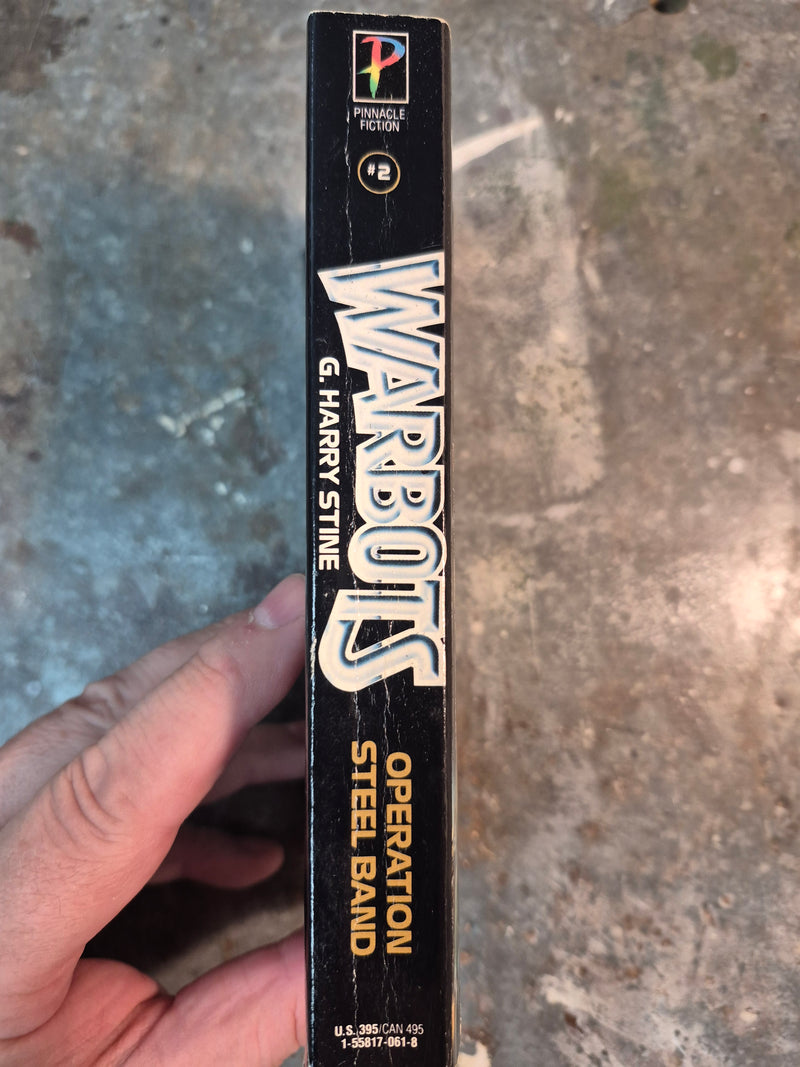 P
PINNACLE
FICTION
#2
WARBOTS
G. HARRY STINE
OPERATION
STEEL BAND
U.S. 395/CAN 495
1-55817-061-8